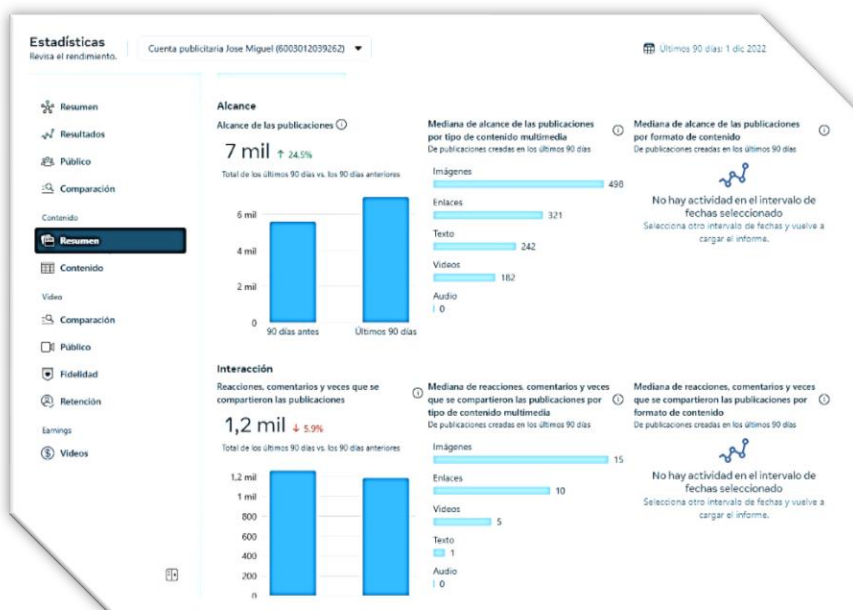 Estadísticas
Revisa el rendimiento.
Cuenta publicitaria Jose Miguel (6003012039262)
Últimos 90 días: 1 dic 2022
Resumen
Resultados
Público
Comparación
Contenido
Resumen
Contenido
Video
Comparación
Público
Fidelidad
Retención
Earnings
Videos
Alcance
Alcance de las publicaciones
7 mil ↑ 24,5%
Total de los últimos 90 días vs. los 90 días anteriores
6 mil
4 mil
2 mil
0
90 días antes
Últimos 90 días
Mediana de alcance de las publicaciones
por tipo de contenido multimedia
De publicaciones creadas en los últimos 90 días
Imágenes
498
Enlaces
321
Texto
242
Videos
182
Audio
0
Mediana de alcance de las publicaciones
por formato de contenido
De publicaciones creadas en los últimos 90 días
No hay actividad en el intervalo de
fechas seleccionado
Selecciona otro intervalo de fechas y vuelve a
cargar el informe.
Interacción
Reacciones, comentarios y veces que se
compartieron las publicaciones
1,2 mil ↓ 5.9%
Total de los últimos 90 días vs. los 90 días anteriores
1,2 mil
1 mil
800
600
400
200
0
Mediana de reacciones, comentarios y veces
que se compartieron las publicaciones por
tipo de contenido multimedia
De publicaciones creadas en los últimos 90 días
Imágenes
15
Enlaces
10
Videos
5
Texto
1
Audio
0
Mediana de reacciones, comentarios y veces
que se compartieron las publicaciones por
formato de contenido
De publicaciones creadas en los últimos 90 días
No hay actividad en el intervalo de
fechas seleccionado
Selecciona otro intervalo de fechas y vuelve a
cargar el informe.